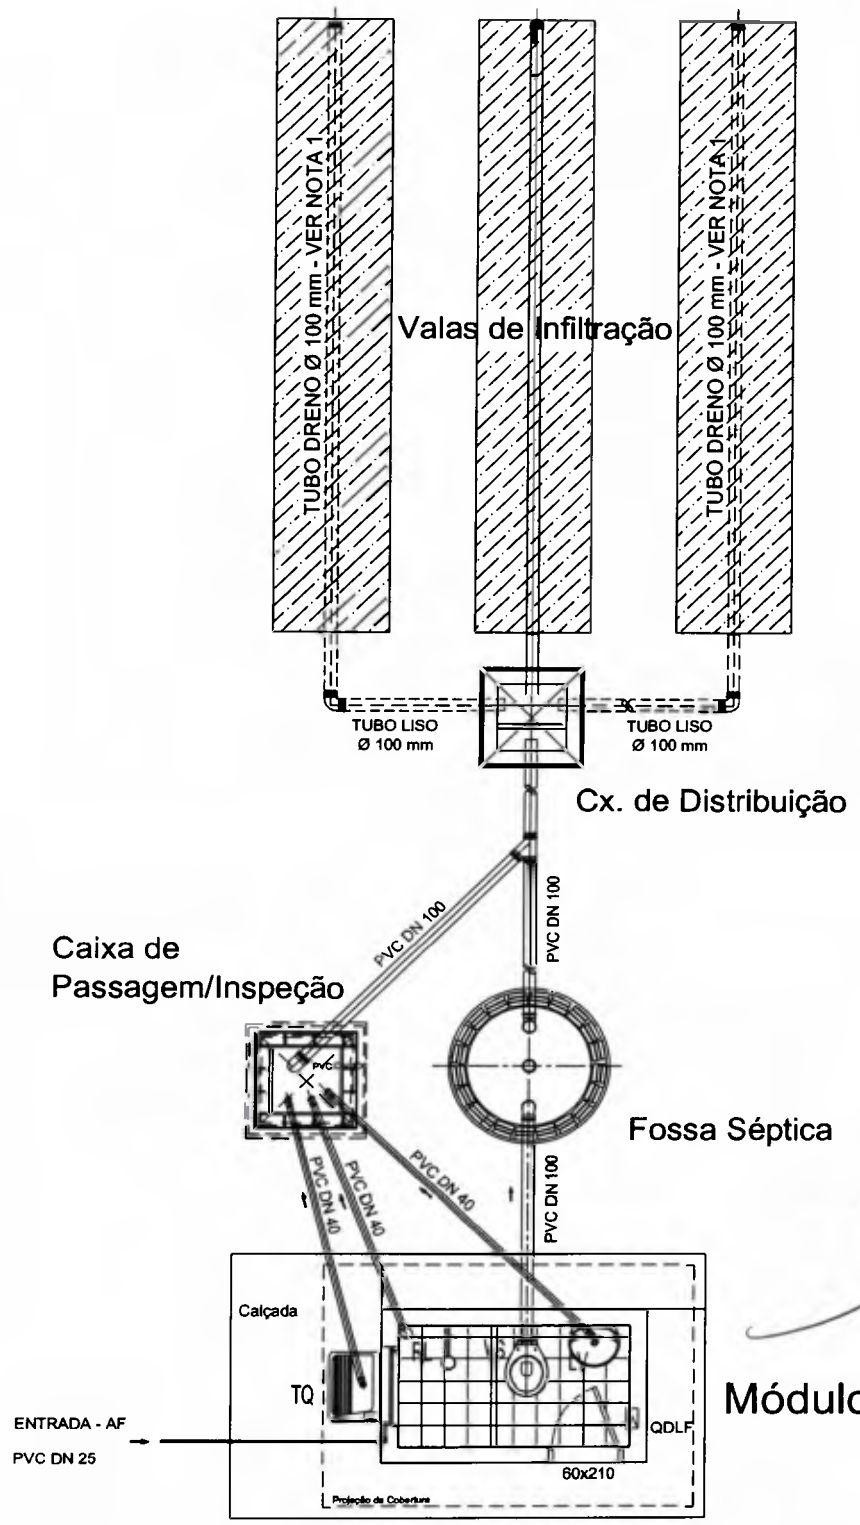 TUBO DRENO Ø 100 mm - VER NOTA 1
TUBO DRENO Ø 100 mm - VER NOTA 1
Valas de Infiltração
TUBO LISO
Ø 100 mm
TUBO LISO
Ø 100 mm
Cx. de Distribuição
PVC DN 100
PVC DN 100
Caixa de
Passagem/Inspeção
PVC
Fossa Séptica
PVC DN 40
PVC DN 40
PVC DN 40
PVC DN 100
Calçada
TQ
Módulo
ENTRADA - AF
PVC DN 25
QDLF
60x210
Projeção da Cobertura